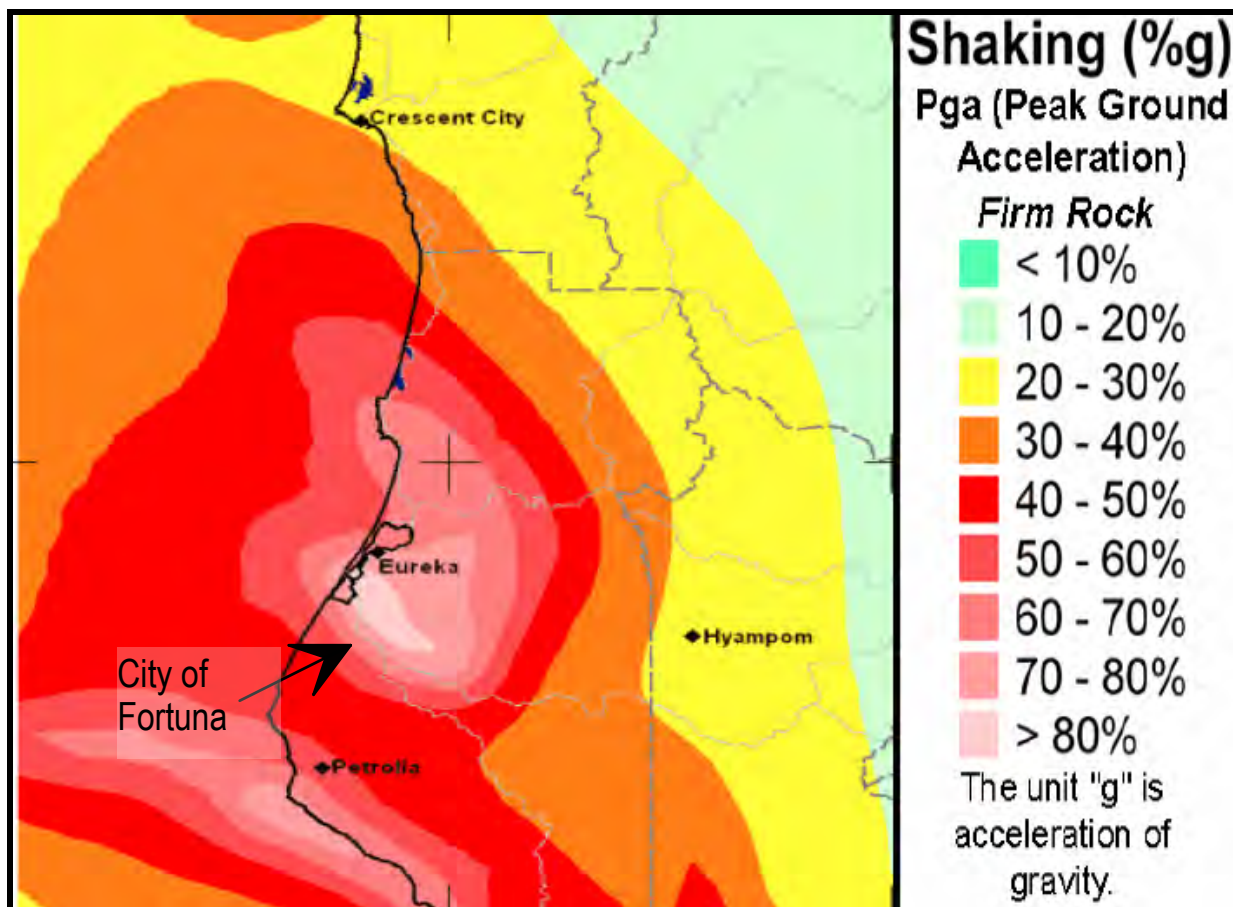 Crescent City
Eureka
Hyampom
City of
Fortuna
Petrolia
Shaking (%g)
Pga (Peak Ground
Acceleration)
Firm Rock
< 10%
10 - 20%
20 - 30%
30 - 40%
40 - 50%
50 - 60%
60 - 70%
70 - 80%
> 80%
The unit "g" is
acceleration of
gravity.